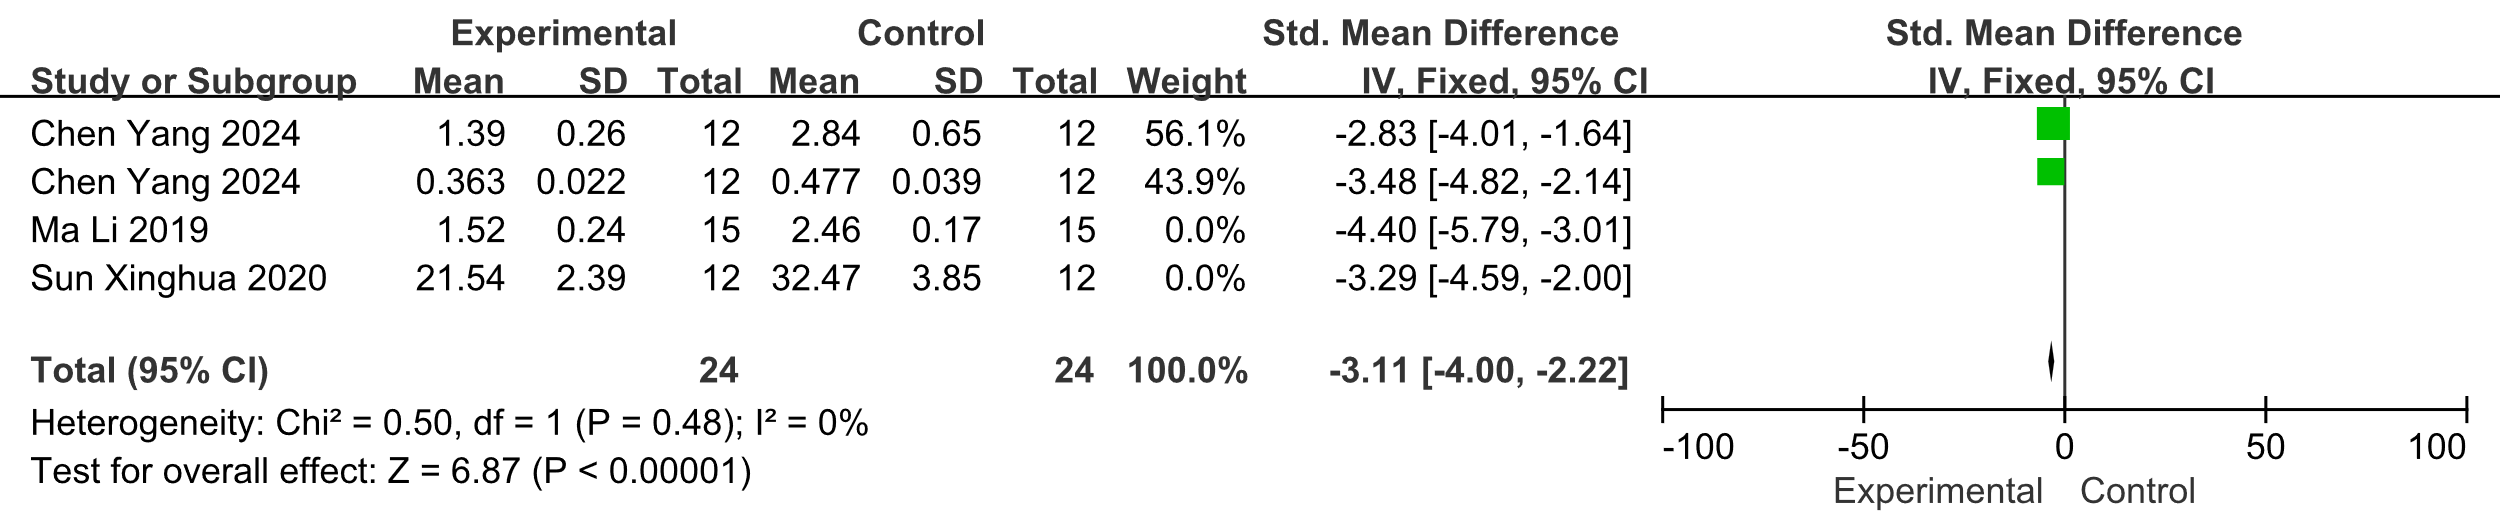 Experimental Control Std. Mean Difference Std. Mean Difference
Study or Subgroup Mean SD Total Mean SD Total Weight IV, Fixed, 95% CI IV, Fixed, 95% CI
Chen Yang 2024 1.39 0.26 12 2.84 0.65 12 56.1% -2.83 [-4.01, -1.64]
Chen Yang 2024 0.363 0.022 12 0.477 0.039 12 43.9% -3.48 [-4.82, -2.14]
Ma Li 2019 1.52 0.24 15 2.46 0.17 15 0.0% -4.40 [-5.79, -3.01]
Sun Xinghua 2020 21.54 2.39 12 32.47 3.85 12 0.0% -3.29 [-4.59, -2.00]
Total (95% CI) 24 24 100.0% -3.11 [-4.00, -2.22]
Heterogeneity: Chi² = 0.50, df = 1 (P = 0.48); I² = 0%
Test for overall effect: Z = 6.87 (P < 0.00001)
-100 -50 0 50 100
Experimental Control